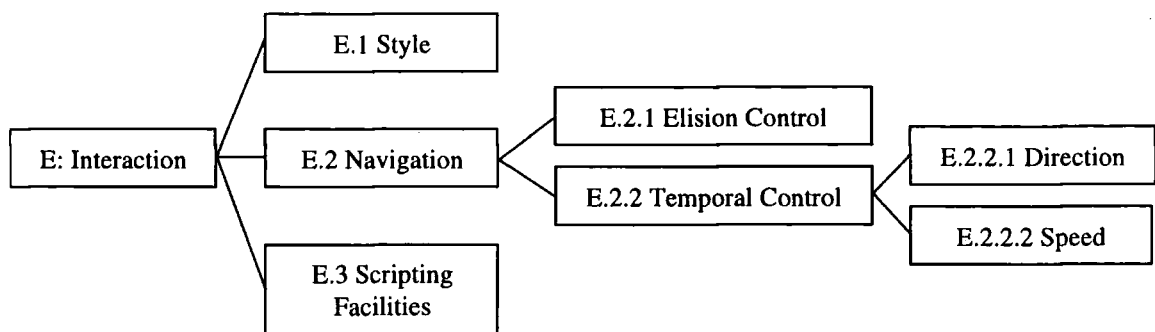 E: Interaction
E.1 Style
E.2 Navigation
E.3 Scripting
Facilities
E.2.1 Elision Control
E.2.2 Temporal Control
E.2.2.1 Direction
E.2.2.2 Speed